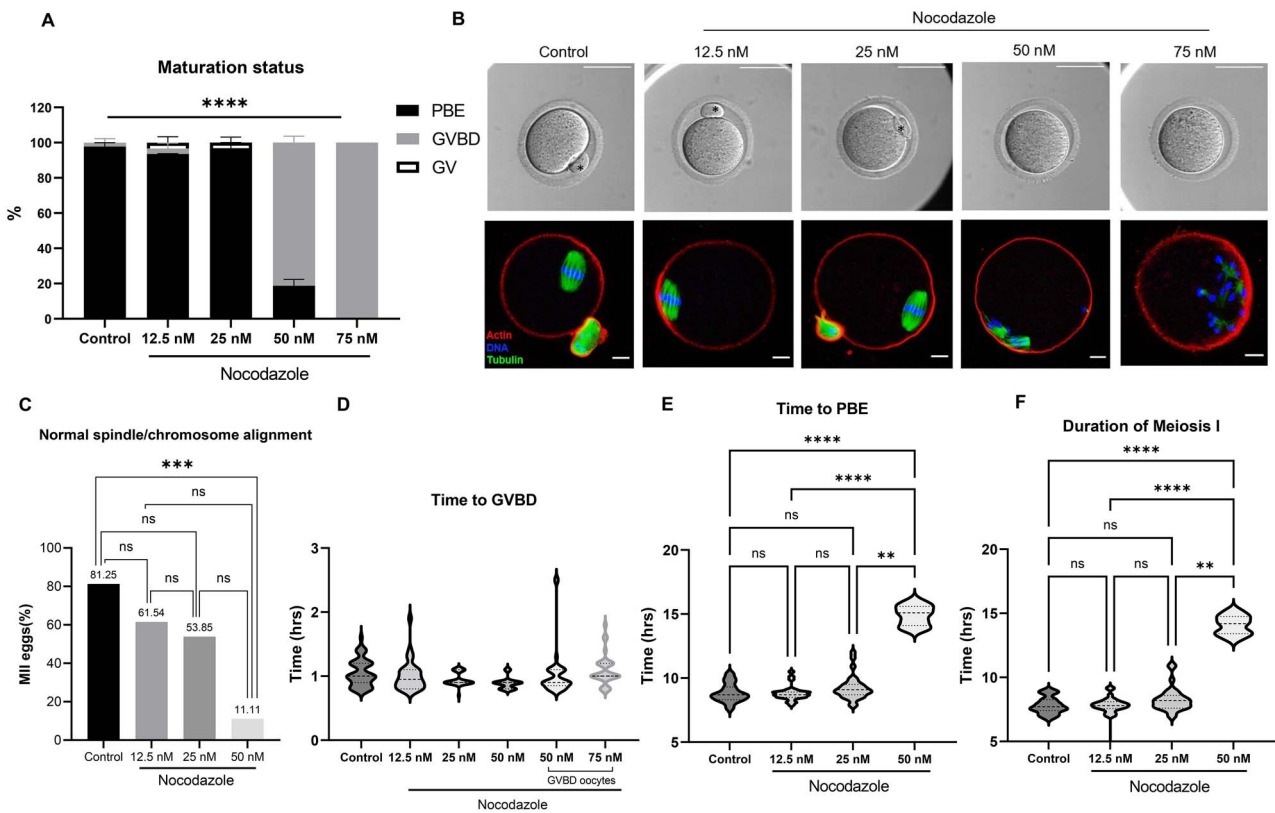 A
Maturation status
****
120
100
80
60
40
20
0
%
Control
12.5 nM
25 nM
50 nM
75 nM
Nocodazole
PBE
GVBD
GV
B
Nocodazole
Control
12.5 nM
25 nM
50 nM
75 nM
*
*
*
Actin
DNA
Tubulin
C
Normal spindle/chromosome alignment
***
ns
ns
ns
ns
ns
100
80
60
40
20
0
MII eggs(%)
81.25
61.54
53.85
11.11
Control
12.5 nM
25 nM
50 nM
Nocodazole
D
Time to GVBD
3
2
1
0
Time (hrs)
Control
12.5 nM
25 nM
50 nM
50 nM
75 nM
GVBD oocytes
Nocodazole
E
Time to PBE
****
****
ns
ns
ns
**
20
15
10
5
Time (hrs)
Control
12.5 nM
25 nM
50 nM
Nocodazole
F
Duration of Meiosis I
****
****
ns
ns
ns
**
20
15
10
5
Time (hrs)
Control
12.5 nM
25 nM
50 nM
Nocodazole